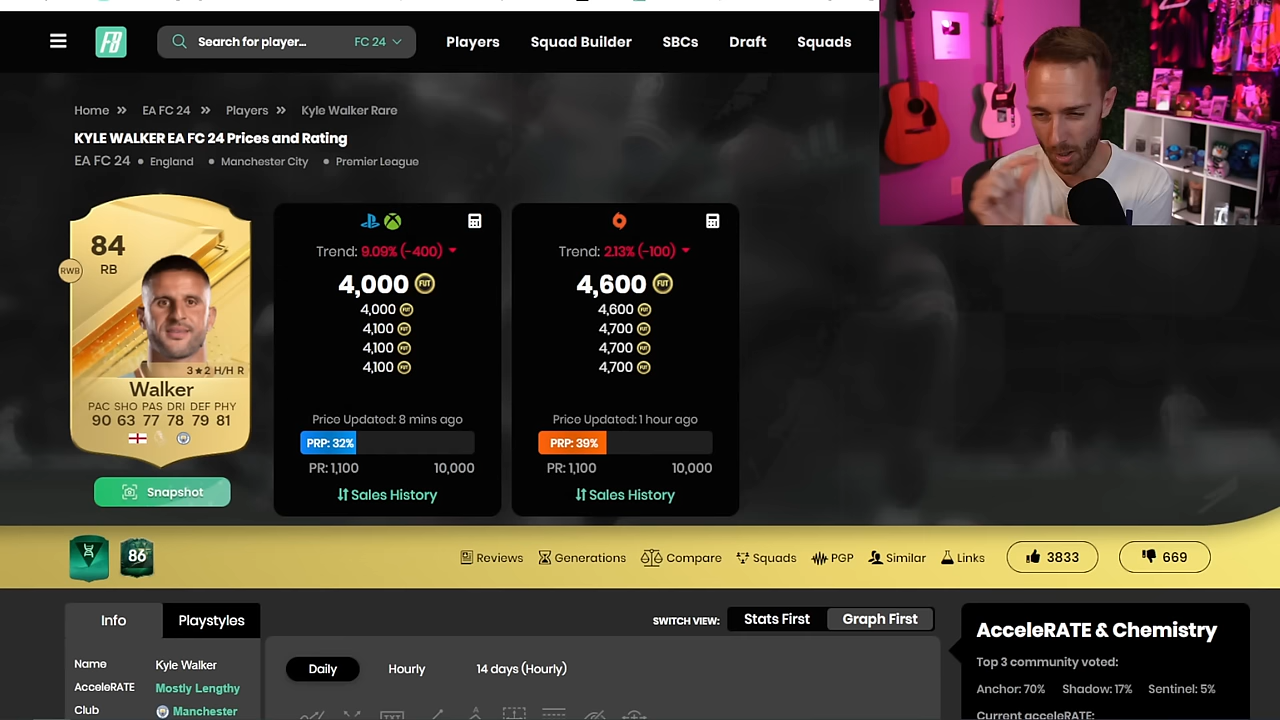 FB
Search for player...
FC 24
Players
Squad Builder
SBCs
Draft
Squads
Home >> EA FC 24 >> Players >> Kyle Walker Rare
KYLE WALKER EA FC 24 Prices and Rating
EA FC 24 • England • Manchester City • Premier League
84
RB
RWB
3★2 H/H R
Walker
PAC SHO PAS DRI DEF PHY
90 63 77 78 79 81
Snapshot
Trend: 9.09% (-400)
4,000 FUT
4,000
4,100
4,100
4,100
Price Updated: 8 mins ago
PRP: 32%
PR: 1,100 10,000
Sales History
Trend: 2.13% (-100)
4,600 FUT
4,600
4,700
4,700
4,700
Price Updated: 1 hour ago
PRP: 39%
PR: 1,100 10,000
Sales History
86
Reviews
Generations
Compare
Squads
PGP
Similar
Links
3833
669
Info
Playstyles
Name Kyle Walker
AcceleRATE Mostly Lengthy
Club Manchester
SWITCH VIEW:
Stats First
Graph First
Daily
Hourly
14 days (Hourly)
TXT
AcceleRATE & Chemistry
Top 3 community voted:
Anchor: 70% Shadow: 17% Sentinel: 5%
Current acceleRATE: